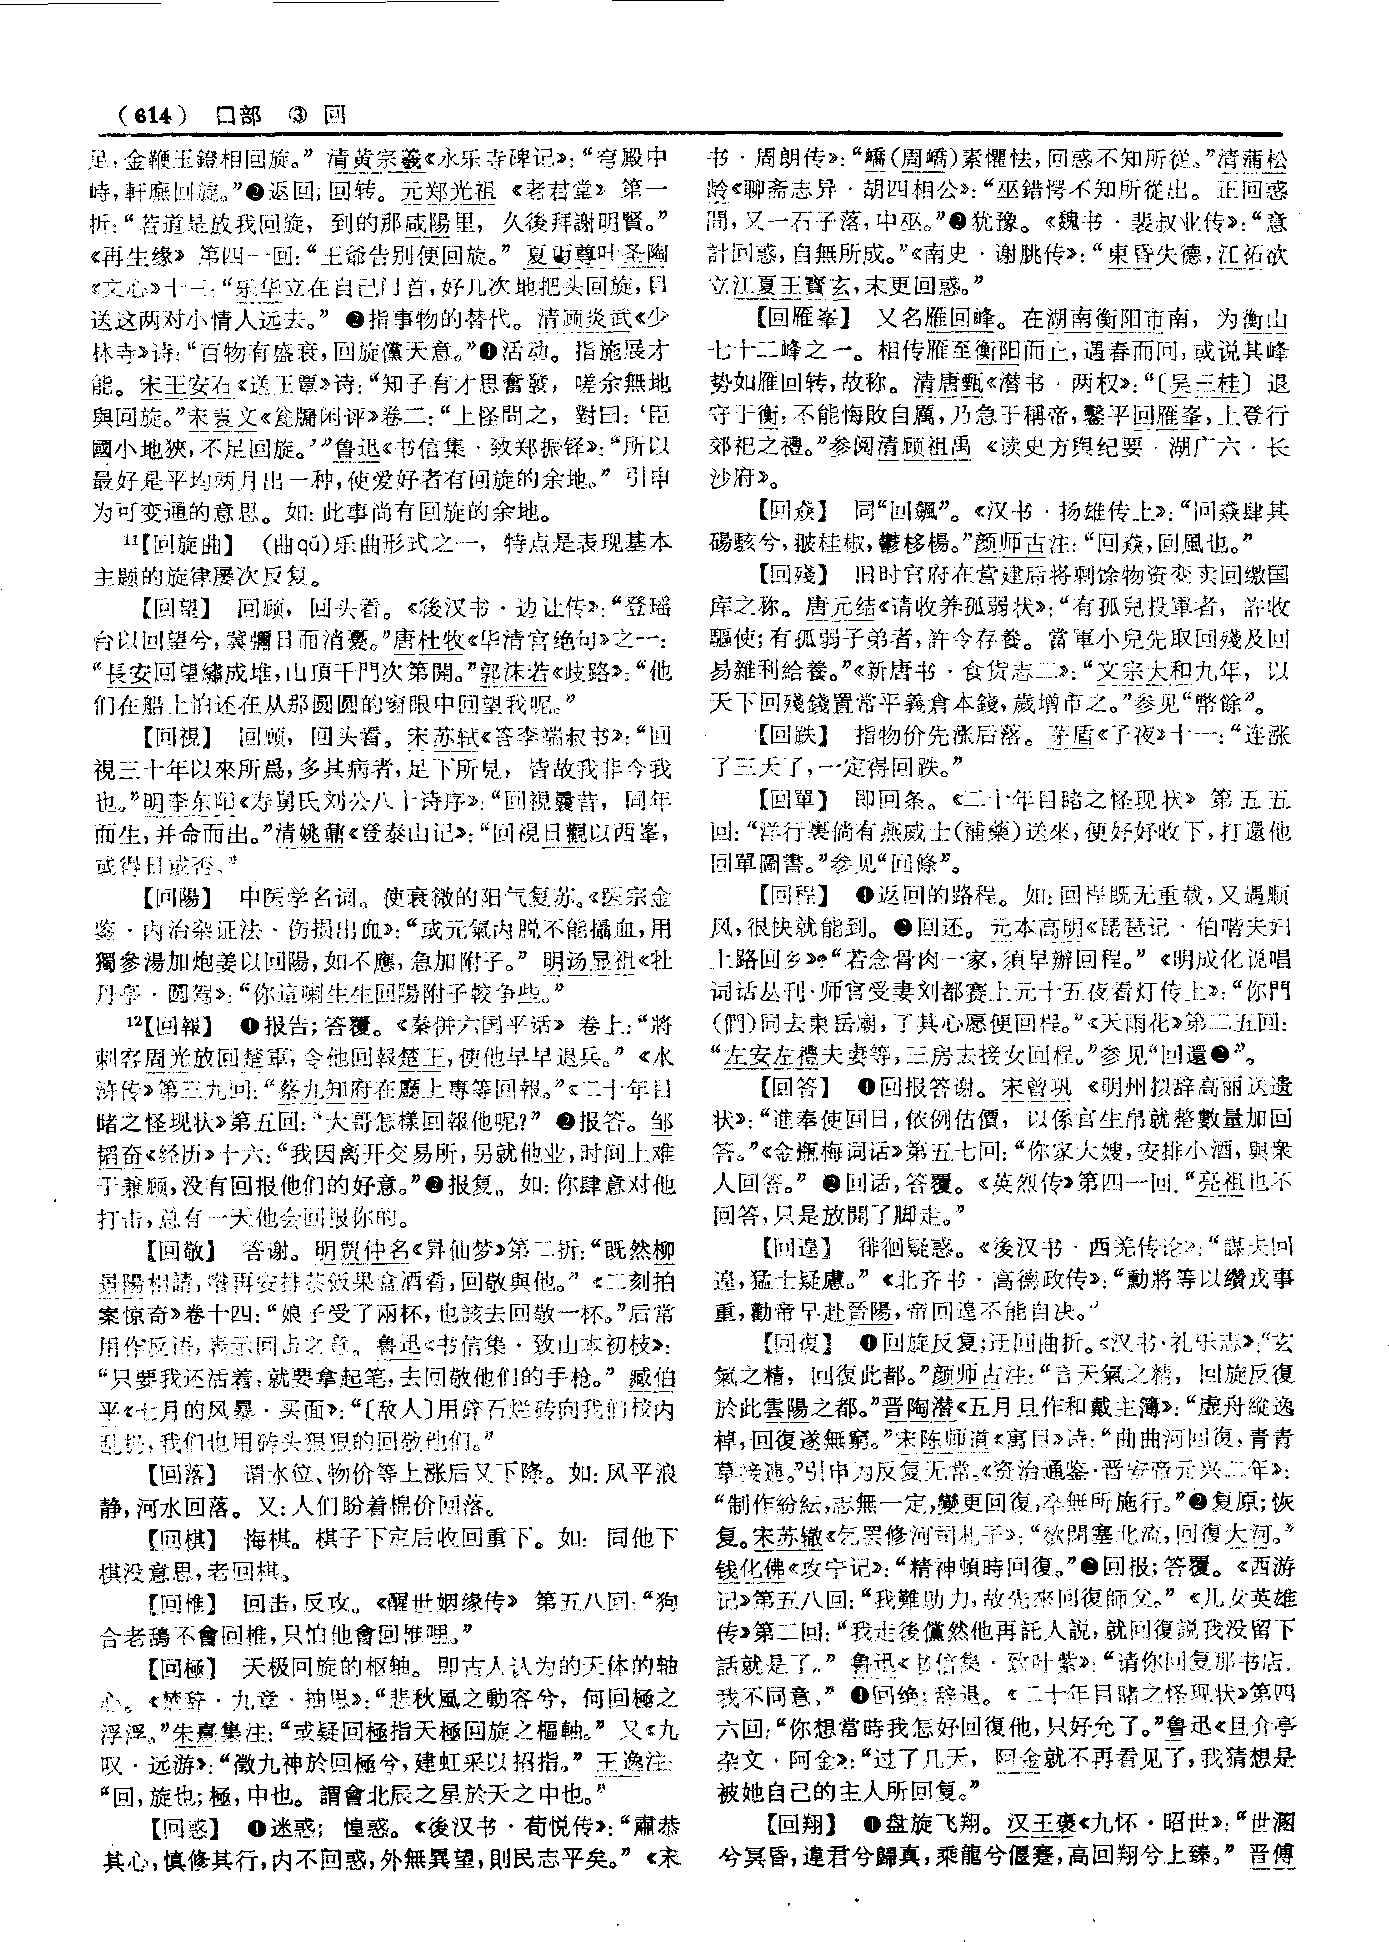 （614） 口部 ③ 回
足，金鞭玉鐙相回旋。”清黄宗羲《永乐寺碑记》：“穹殿中
峙，軒廡回旋。”❷返回；回转。元郑光祖《老君堂》第一
折：“若道是放我回旋，到的那咸陽里，久後拜謝明賢。”
《再生缘》第四一回：“王爺告别便回旋。”夏丏尊叶圣陶
《文心》十三：“乐华立在自己门首，好几次地把头回旋，目
送这两对小情人远去。”❸指事物的替代。清顾炎武《少
林寺》诗：“百物有盛衰，回旋儻天意。”❹活动。指施展才
能。宋王安石《送王覃》诗：“知子有才思奮發，嗟余無地
與回旋。”宋袁文《瓮牖闲评》卷二：“上怪問之，對曰：‘臣
國小地狹，不足回旋。’”鲁迅《书信集·致郑振铎》：“所以
最好是平均两月出一种，使爱好者有回旋的余地。”引申
为可变通的意思。如：此事尚有回旋的余地。
11【回旋曲】（曲qǔ）乐曲形式之一，特点是表现基本
主题的旋律屡次反复。
【回望】回顾，回头看。《後汉书·边让传》：“登瑶
台以回望兮，冀彌日而消憂。”唐杜牧《华清宫绝句》之一：
“長安回望繡成堆，山頂千門次第開。”郭沫若《歧路》：“他
们在船上怕还在从那圆圆的窗眼中回望我呢。”
【回視】回顾，回头看。宋苏轼《答李端叔书》：“回
視三十年以來所爲，多其病者，足下所見，皆故我非今我
也。”明李东阳《寿舅氏刘公八十诗序》：“回視曩昔，同年
而生，并命而出。”清姚鼐《登泰山记》：“回視日觀以西峯，
或得日或否。”
【回陽】中医学名词。使衰微的阳气复苏。《医宗金
鉴·内治杂证法·伤损出血》：“或元氣内脱不能攝血，用
獨參湯加炮姜以回陽，如不應，急加附子。”明汤显祖《牡
丹亭·圆驾》：“你這喇生生回陽附子較争些。”
12【回報】❶报告；答覆。《秦併六国平话》卷上：“將
刺客周光放回楚軍，令他回報楚王，使他早早退兵。”《水
浒传》第三九回：“蔡九知府在廳上專等回報。”《二十年目
睹之怪现状》第五回：“大哥怎樣回報他呢？”❷报答。邹
韬奋《经历》十六：“我因离开交易所，另就他业，时间上难
于兼顾，没有回报他们的好意。”❸报复。如：你肆意对他
打击，总有一天他会回报你的。
【回敬】答谢。明贾仲名《昇仙梦》第二折：“既然柳
景陽相請，喒再安排茶飯果盒酒肴，回敬與他。”《二刻拍
案惊奇》卷十四：“娘子受了兩杯，也該去回敬一杯。”后常
用作反语，表示回击之意。鲁迅《书信集·致山本初枝》：
“只要我还活着，就要拿起笔，去回敬他们的手枪。”臧伯
平《七月的风暴·买面》：“〔敌人〕用碎石烂砖向我们校内
乱扔，我们也用砖头狠狠的回敬他们。”
【回落】谓水位、物价等上涨后又下降。如：风平浪
静，河水回落。又：人们盼着棉价回落。
【回棋】悔棋。棋子下定后收回重下。如：同他下
棋没意思，老回棋。
【回椎】回击，反攻。《醒世姻缘传》第五八回：“狗
合老鴰不會回椎，只怕他會回椎哩。”
【回極】天极回旋的枢轴。即古人认为的天体的轴
心。《楚辞·九章·抽思》：“悲秋風之動容兮，何回極之
浮浮。”朱熹集注：“或疑回極指天極回旋之樞軸。”又《九
叹·远游》：“徵九神於回極兮，建虹采以招指。”王逸注：
“回，旋也；極，中也。謂會北辰之星於天之中也。”
【回惑】❶迷惑；惶惑。《後汉书·荀悦传》：“肅恭
其心，慎修其行，内不回惑，外無異望，則民志平矣。”《宋
书·周朗传》：“嶠（周嶠）素懼怯，回惑不知所從。”清蒲松
龄《聊斋志异·胡四相公》：“巫錯愕不知所從出。正回惑
間，又一石子落，中巫。”❷犹豫。《魏书·裴叔业传》：“意
計回惑，自無所成。”《南史·谢朓传》：“東昏失德，江祏欲
立江夏王寶玄，末更回惑。”
【回雁峯】又名雁回峰。在湖南衡阳市南，为衡山
七十二峰之一。相传雁至衡阳而止，遇春而回，或说其峰
势如雁回转，故称。清唐甄《潜书·两权》：“〔吴三桂〕退
守于衡，不能悔敗自厲，乃急于稱帝，鑿平回雁峯，上登行
郊祀之禮。”参阅清顾祖禹《读史方舆纪要·湖广六·长
沙府》。
【回猋】同“回飆”。《汉书·扬雄传上》：“回猋肆其
碭駭兮，披桂椒，鬱栘楊。”颜师古注：“回猋，回風也。”
【回殘】旧时官府在营建后将剩馀物资变卖回缴国
库之称。唐元结《请收养孤弱状》：“有孤兒投軍者，許收
驅使；有孤弱子弟者，許令存養。當軍小兒先取回殘及回
易雜利給養。”《新唐书·食货志二》：“文宗大和九年，以
天下回殘錢置常平義倉本錢，歲增市之。”参见“幣餘”。
【回跌】指物价先涨后落。茅盾《子夜》十一：“连涨
了三天了，一定得回跌。”
【回單】即回条。《二十年目睹之怪现状》第五五
回：“洋行裏倘有燕威士（補藥）送來，便好好收下，打還他
回單圖書。”参见“回條”。
【回程】❶返回的路程。如：回程既无重载，又遇顺
风，很快就能到。❷回还。元本高明《琵琶记·伯喈夫妇
上路回乡》：“若念骨肉一家，須早辦回程。”《明成化说唱
词话丛刊·师官受妻刘都赛上元十五夜看灯传上》：“你門
（們）同去東岳廟，了其心愿便回程。”《天雨花》第二五回：
“左安左禮夫妻等，三房去接女回程。”参见“回還❷”。
【回答】❶回报答谢。宋曾巩《明州拟辞高丽送遗
状》：“進奉使回日，依例估價，以係官生帛就整數量加回
答。”《金瓶梅词话》第五七回：“你家大嫂，安排小酒，與衆
人回答。”❷回话，答覆。《英烈传》第四一回：“亮祖也不
回答，只是放開了脚走。”
【回遑】徘徊疑惑。《後汉书·西羌传论》：“謀夫回
遑，猛士疑慮。”《北齐书·高德政传》：“勳將等以纘戎事
重，勸帝早赴晉陽，帝回遑不能自决。”
【回復】❶回旋反复；迂回曲折。《汉书·礼乐志》：“玄
氣之精，回復此都。”颜师古注：“言天氣之精，回旋反復
於此雲陽之都。”晋陶潜《五月旦作和戴主簿》：“虚舟縱逸
棹，回復遂無窮。”宋陈师道《寓目》诗：“曲曲河回復，青青
草接連。”引申为反复无常。《资治通鉴·晋安帝元兴二年》：
“制作紛紜，志無一定，變更回復，卒無所施行。”❷复原；恢
复。宋苏辙《乞罢修河司札子》：“欲閉塞北流，回復大河。”
钱化佛《攻宁记》：“精神頓時回復。”❸回报；答覆。《西游
记》第五八回：“我難助力，故先來回復師父。”《儿女英雄
传》第二回：“我走後儻然他再託人説，就回復説我没留下
話就是了。”鲁迅《书信集·致叶紫》：“请你回复那书店，
我不同意。”❹回绝；辞退。《二十年目睹之怪现状》第四
六回：“你想當時我怎好回復他，只好允了。”鲁迅《且介亭
杂文·阿金》：“过了几天，阿金就不再看见了，我猜想是
被她自己的主人所回复。”
【回翔】❶盘旋飞翔。汉王褒《九怀·昭世》：“世溷
兮冥昏，違君兮歸真，乘龍兮偃蹇，高回翔兮上臻。”晋傅